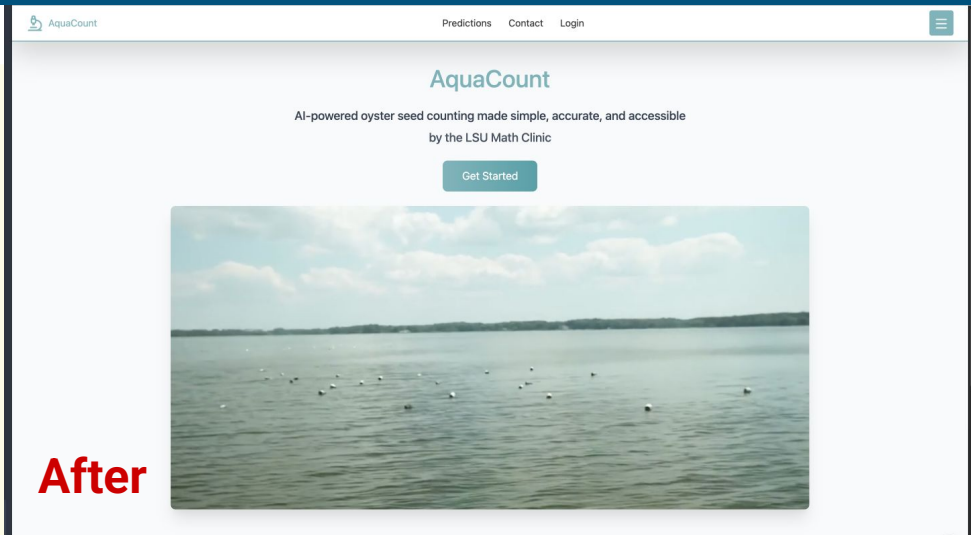 AquaCount
Predictions Contact Login
AquaCount
AI-powered oyster seed counting made simple, accurate, and accessible
by the LSU Math Clinic
Get Started
After